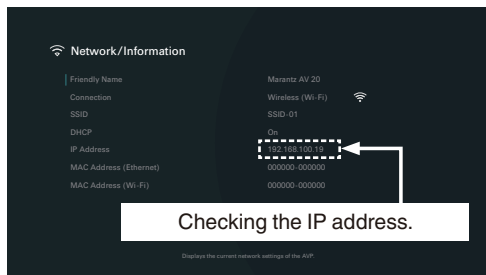 Network/Information
Friendly Name Marantz AV 20
Connection Wireless (Wi-Fi)
SSID SSID-01
DHCP On
IP Address 192.168.100.19
MAC Address (Ethernet) 000000-000000
MAC Address (Wi-Fi) 000000-000000
Checking the IP address.
Displays the current network settings of the AVP